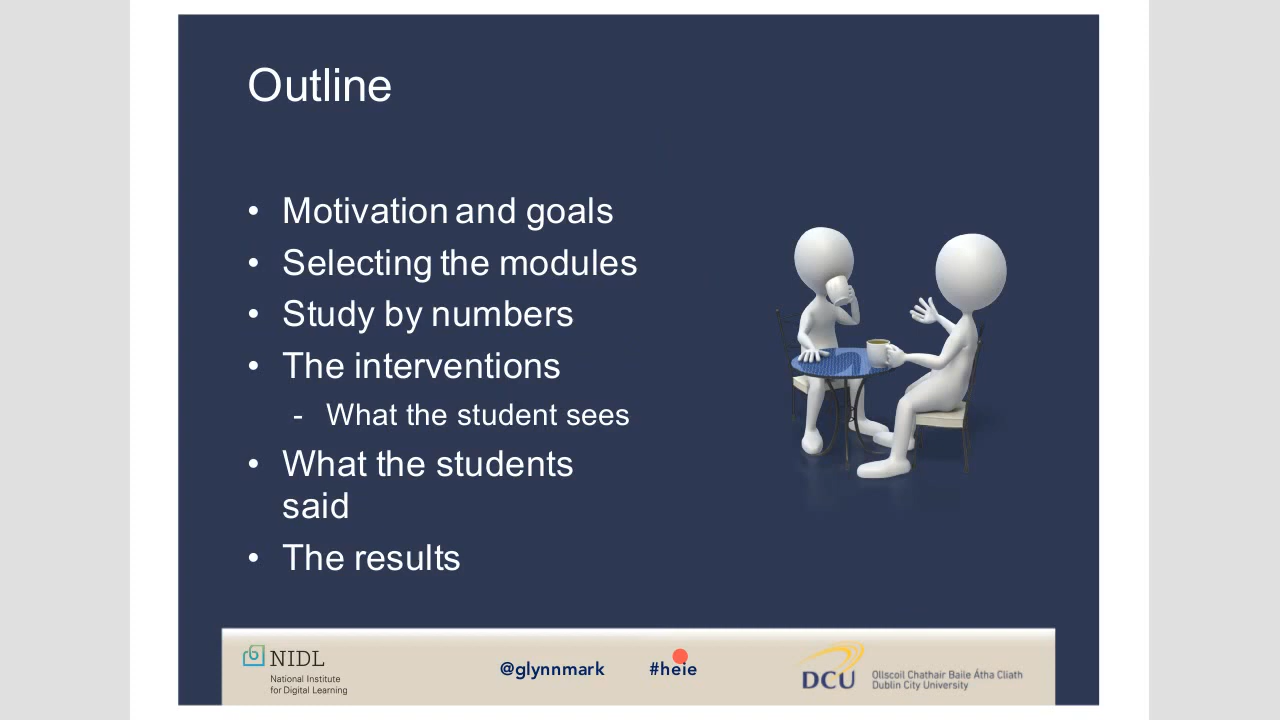 Outline
• Motivation and goals
• Selecting the modules
• Study by numbers
• The interventions
- What the student sees
• What the students
said
• The results
NIDL
National Institute
for Digital Learning
@glynnmark #heie
DCU
Ollscoil Chathair Baile Átha Cliath
Dublin City University